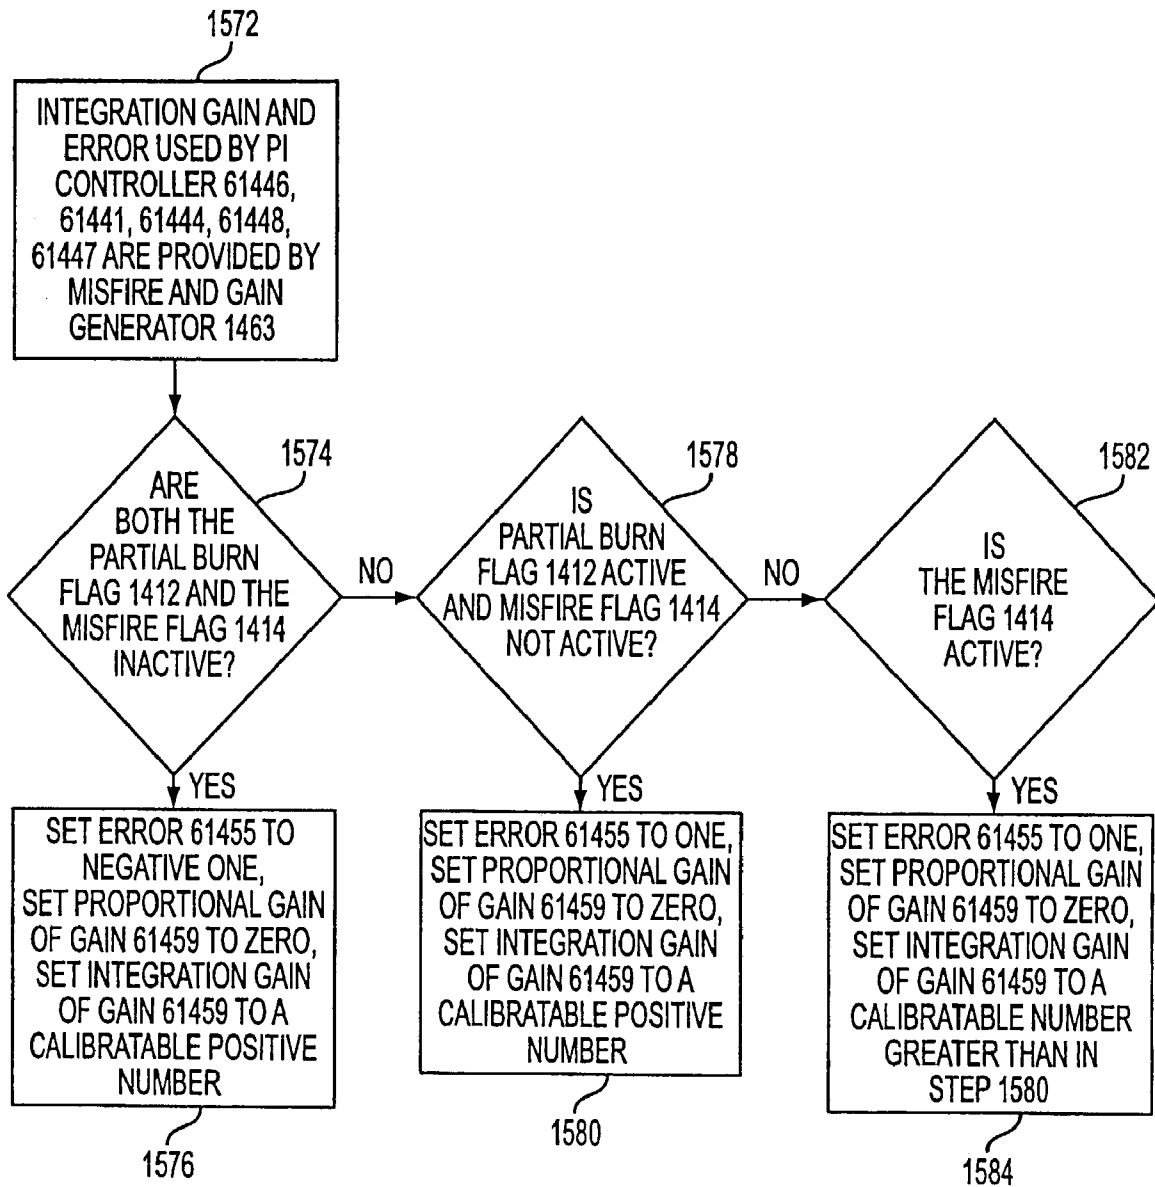 1572
INTEGRATION GAIN AND
ERROR USED BY PI
CONTROLLER 61446,
61441, 61444, 61448,
61447 ARE PROVIDED BY
MISFIRE AND GAIN
GENERATOR 1463
1574
ARE
BOTH THE
PARTIAL BURN
FLAG 1412 AND THE
MISFIRE FLAG 1414
INACTIVE?
NO
1578
IS
PARTIAL BURN
FLAG 1412 ACTIVE
AND MISFIRE FLAG 1414
NOT ACTIVE?
NO
1582
IS
THE MISFIRE
FLAG 1414
ACTIVE?
YES
SET ERROR 61455 TO
NEGATIVE ONE,
SET PROPORTIONAL GAIN
OF GAIN 61459 TO ZERO,
SET INTEGRATION GAIN
OF GAIN 61459 TO A
CALIBRATABLE POSITIVE
NUMBER
1576
YES
SET ERROR 61455 TO ONE,
SET PROPORTIONAL GAIN
OF GAIN 61459 TO ZERO,
SET INTEGRATION GAIN
OF GAIN 61459 TO A
CALIBRATABLE POSITIVE
NUMBER
1580
YES
SET ERROR 61455 TO ONE,
SET PROPORTIONAL GAIN
OF GAIN 61459 TO ZERO,
SET INTEGRATION GAIN
OF GAIN 61459 TO A
CALIBRATABLE NUMBER
GREATER THAN IN
STEP 1580
1584